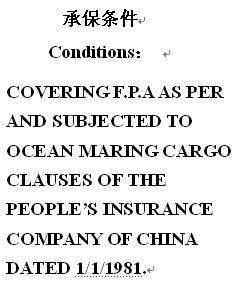 承保条件
Conditions：
COVERING F.P.A AS PER
AND SUBJECTED TO
OCEAN MARING CARGO
CLAUSES OF THE
PEOPLE’S INSURANCE
COMPANY OF CHINA
DATED 1/1/1981.